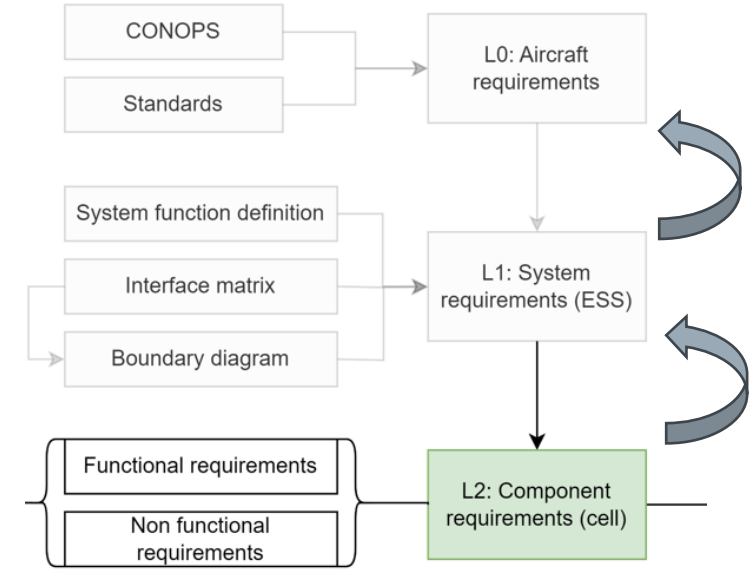 CONOPS
Standards
L0: Aircraft
requirements
System function definition
Interface matrix
Boundary diagram
L1: System
requirements (ESS)
Functional requirements
Non functional
requirements
L2: Component
requirements (cell)